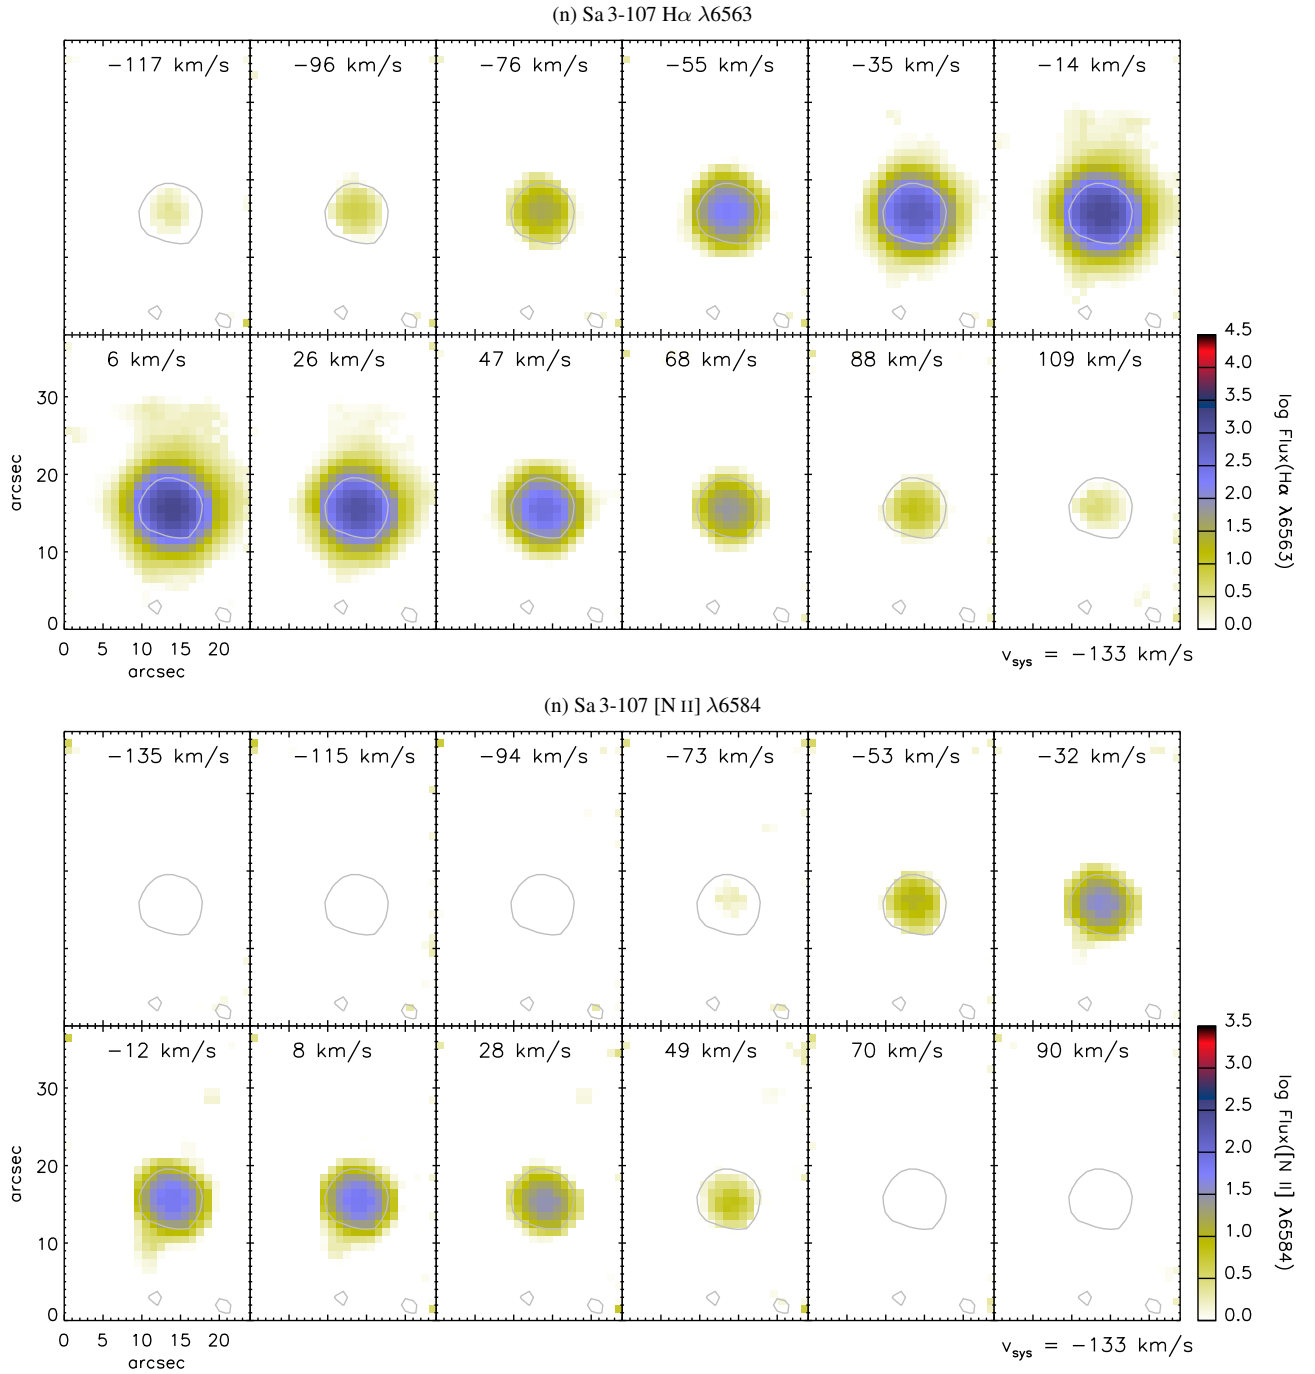 (n) Sa 3-107 Hα λ6563
−117 km/s −96 km/s −76 km/s −55 km/s −35 km/s −14 km/s
6 km/s 26 km/s 47 km/s 68 km/s 88 km/s 109 km/s
30
20
10
0
arcsec
0 5 10 15 20
arcsec
4.5
4.0
3.5
3.0
2.5
2.0
1.5
1.0
0.5
0.0
log Flux(Hα λ6563)
vsys = −133 km/s
(n) Sa 3-107 [N II] λ6584
−135 km/s −115 km/s −94 km/s −73 km/s −53 km/s −32 km/s
−12 km/s 8 km/s 28 km/s 49 km/s 70 km/s 90 km/s
30
20
10
0
arcsec
0 5 10 15 20
arcsec
3.5
3.0
2.5
2.0
1.5
1.0
0.5
0.0
log Flux([N II] λ6584)
vsys = −133 km/s